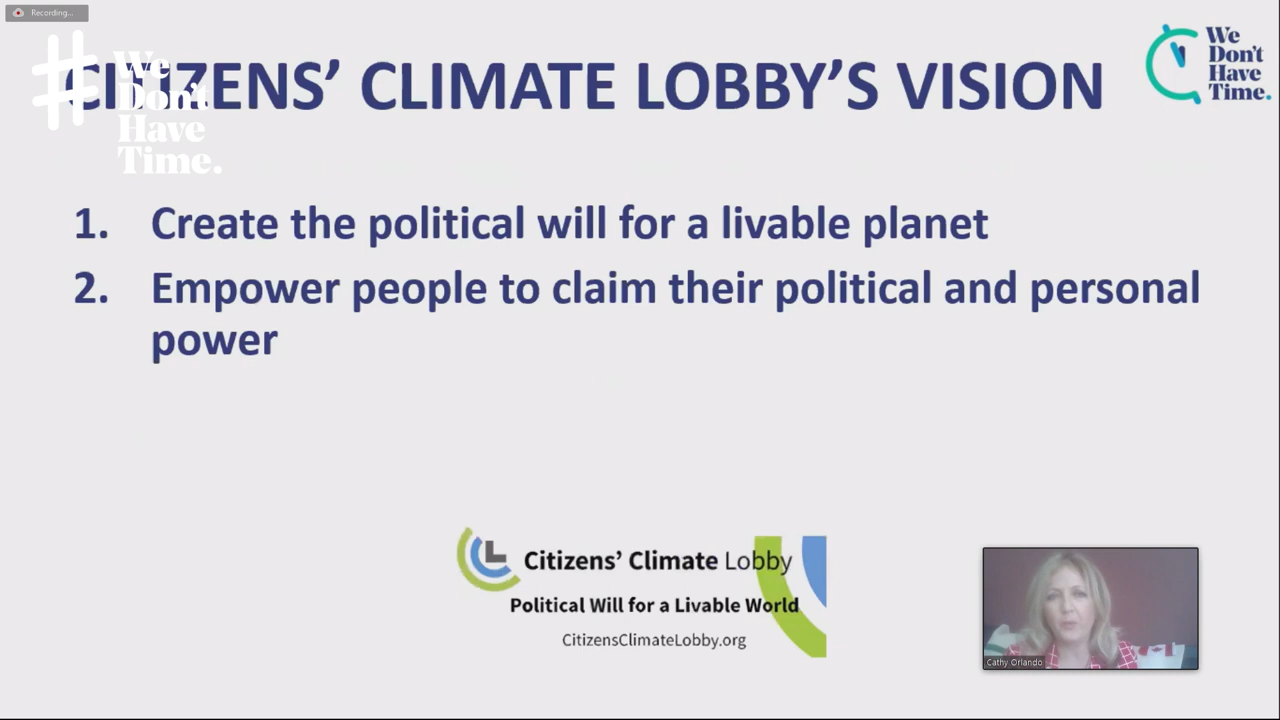 Recording...
#
We
Don't
Have
Time.
CITIZENS' CLIMATE LOBBY'S VISION
We
Don't
Have
Time.
1. Create the political will for a livable planet
2. Empower people to claim their political and personal
power
CL
Citizens' Climate Lobby
Political Will for a Livable World
CitizensClimateLobby.org
Cathy Orlando